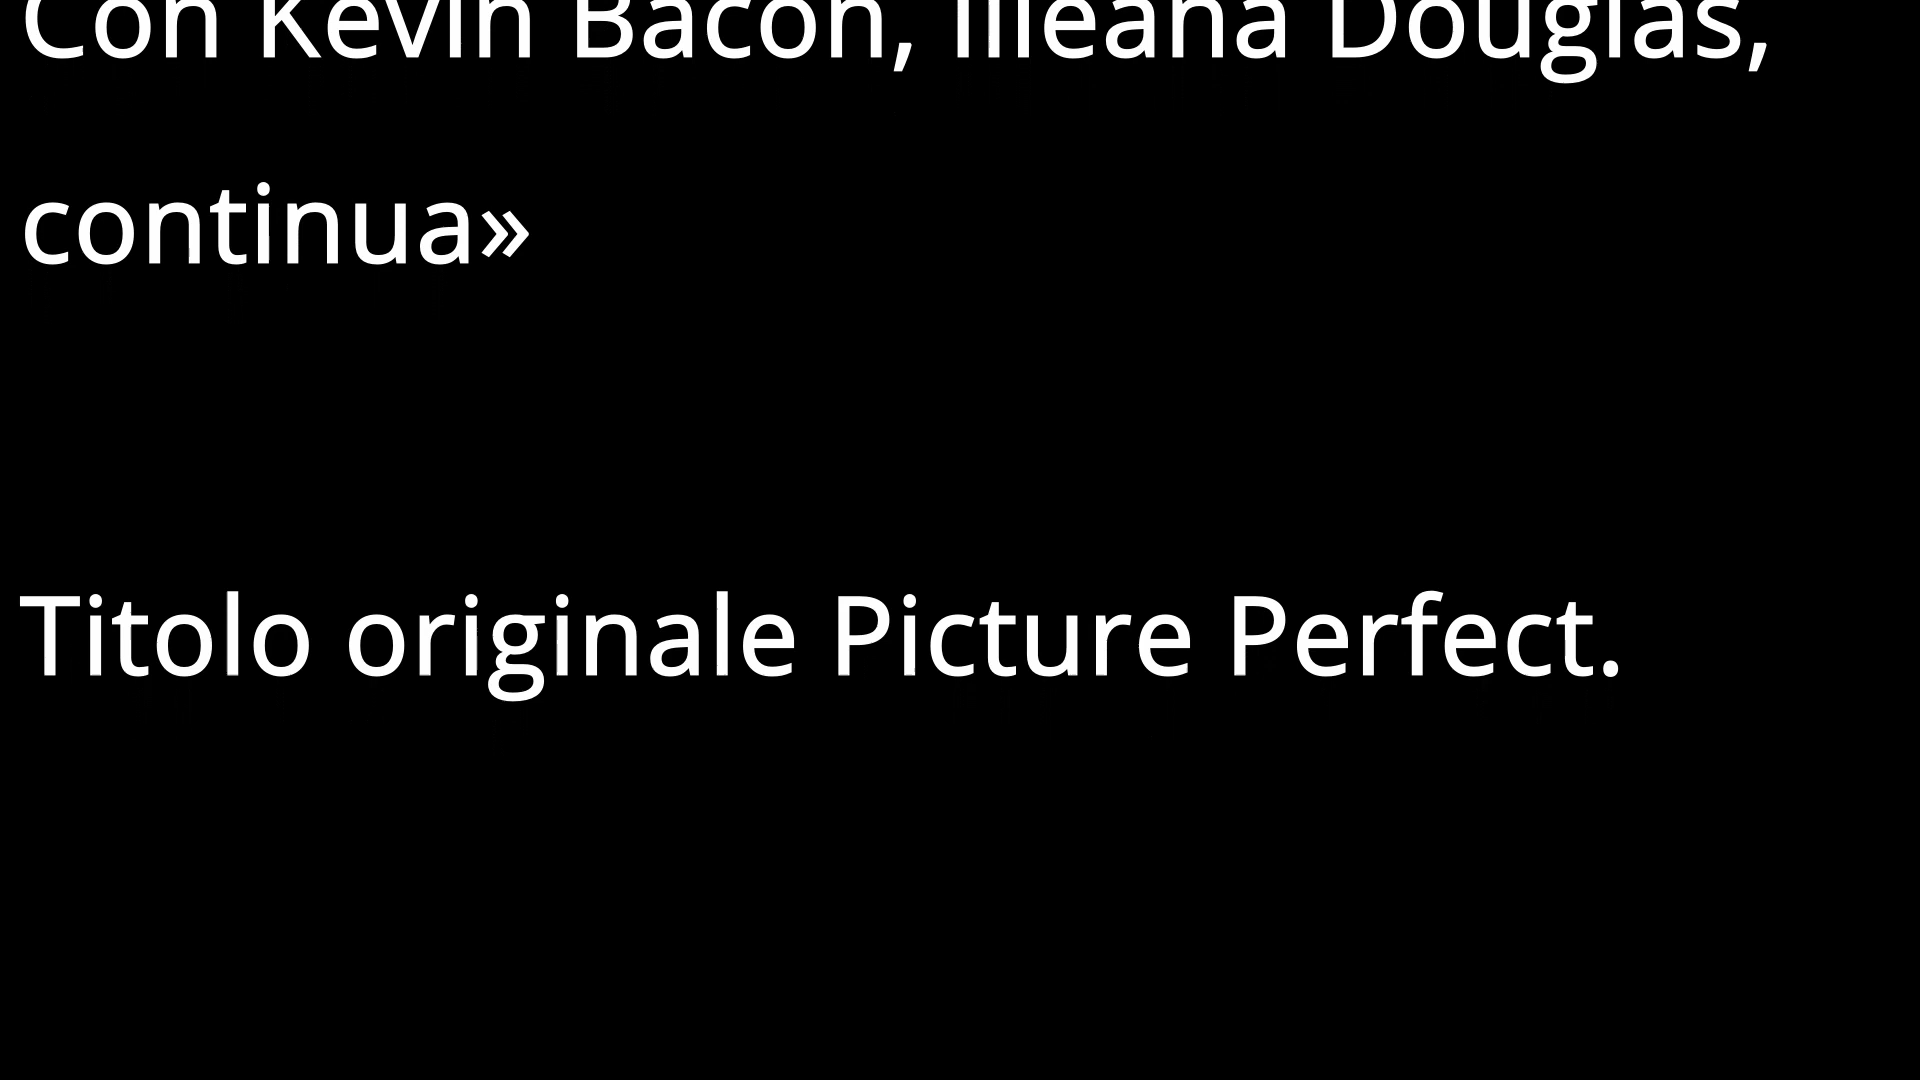 Con Kevin Bacon, Illeana Douglas,
continua»
Titolo originale Picture Perfect.